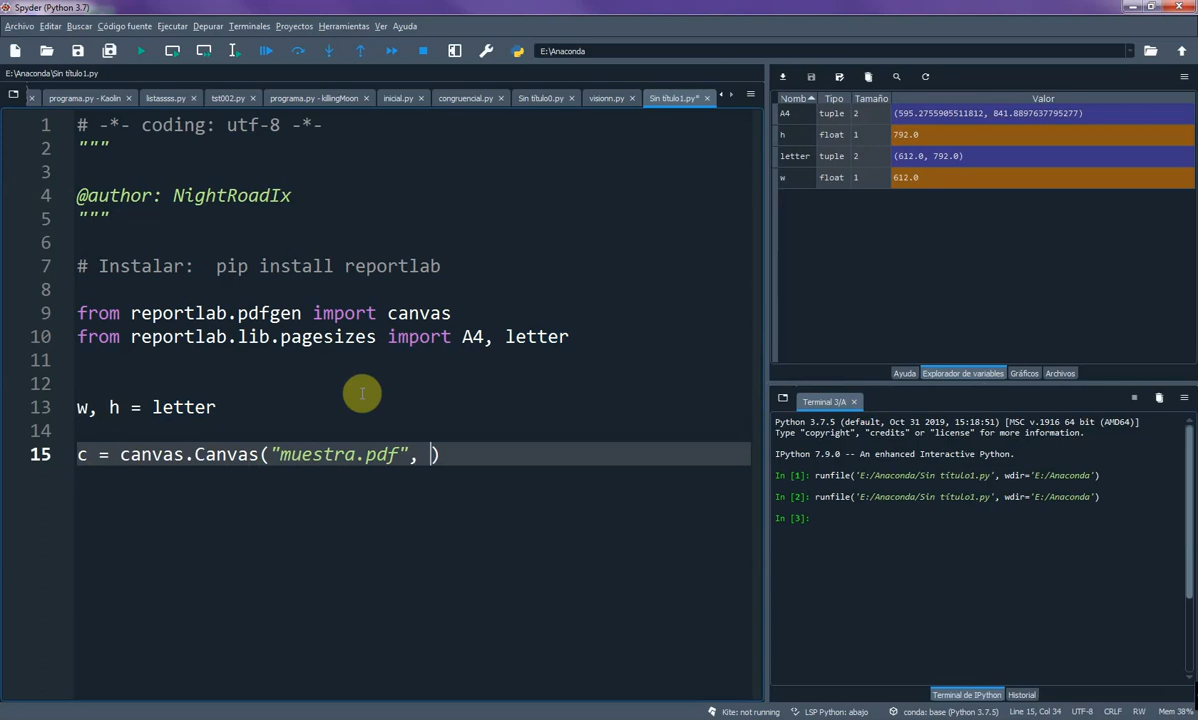 Spyder (Python 3.7)
Archivo Editar Buscar Código fuente Ejecutar Depurar Terminales Proyectos Herramientas Ver Ayuda
E:\Anaconda
E:\Anaconda\Sin título1.py
programa.py - Kaolin listassss.py tst002.py programa.py - killingMoon inicial.py congruencial.py Sin título0.py visionn.py Sin título1.py*
1 # -*- coding: utf-8 -*-
2 """
3
4 @author: NightRoadIx
5 """
6
7 # Instalar:  pip install reportlab
8
9 from reportlab.pdfgen import canvas
10 from reportlab.lib.pagesizes import A4, letter
11
12
13 w, h = letter
14
15 c = canvas.Canvas("muestra.pdf", )
Nomb Tipo Tamaño Valor
A4 tuple 2 (595.2755905511812, 841.8897637795277)
h float 1 792.0
letter tuple 2 (612.0, 792.0)
w float 1 612.0
Ayuda Explorador de variables Gráficos Archivos
Terminal 3/A
Python 3.7.5 (default, Oct 31 2019, 15:18:51) [MSC v.1916 64 bit (AMD64)]
Type "copyright", "credits" or "license" for more information.
IPython 7.9.0 -- An enhanced Interactive Python.
In [1]: runfile('E:/Anaconda/Sin título1.py', wdir='E:/Anaconda')
In [2]: runfile('E:/Anaconda/Sin título1.py', wdir='E:/Anaconda')
In [3]:
Terminal de IPython Historial
Kite: not running LSP Python: abajo conda: base (Python 3.7.5) Line 15, Col 34 UTF-8 CRLF RW Mem 38%